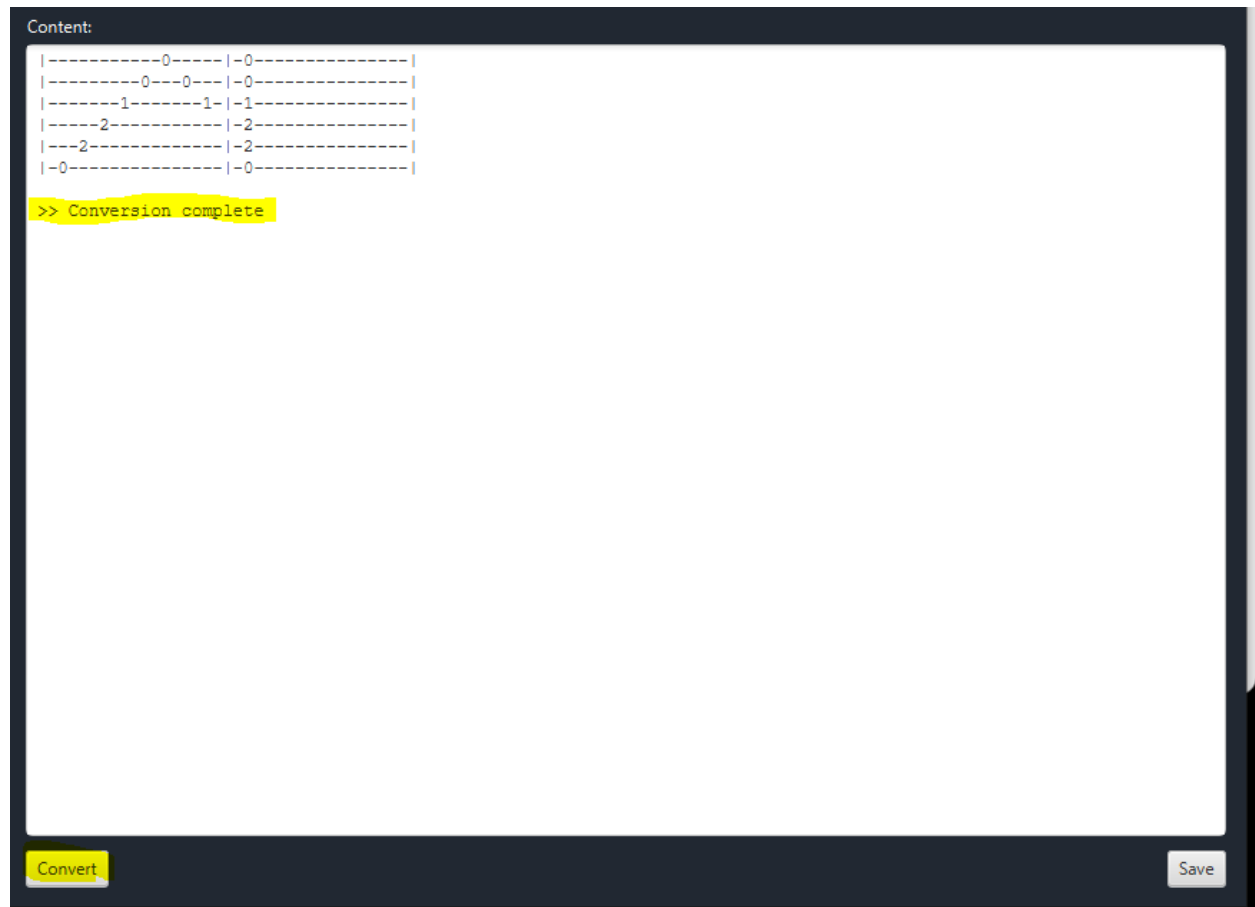 Content:
|-----------0-----|-0---------------|
|---------0---0---|-0---------------|
|-------1-------1-|-1---------------|
|-----2-----------|-2---------------|
|---2-------------|-2---------------|
|-0---------------|-0---------------|
>> Conversion complete
Convert
Save